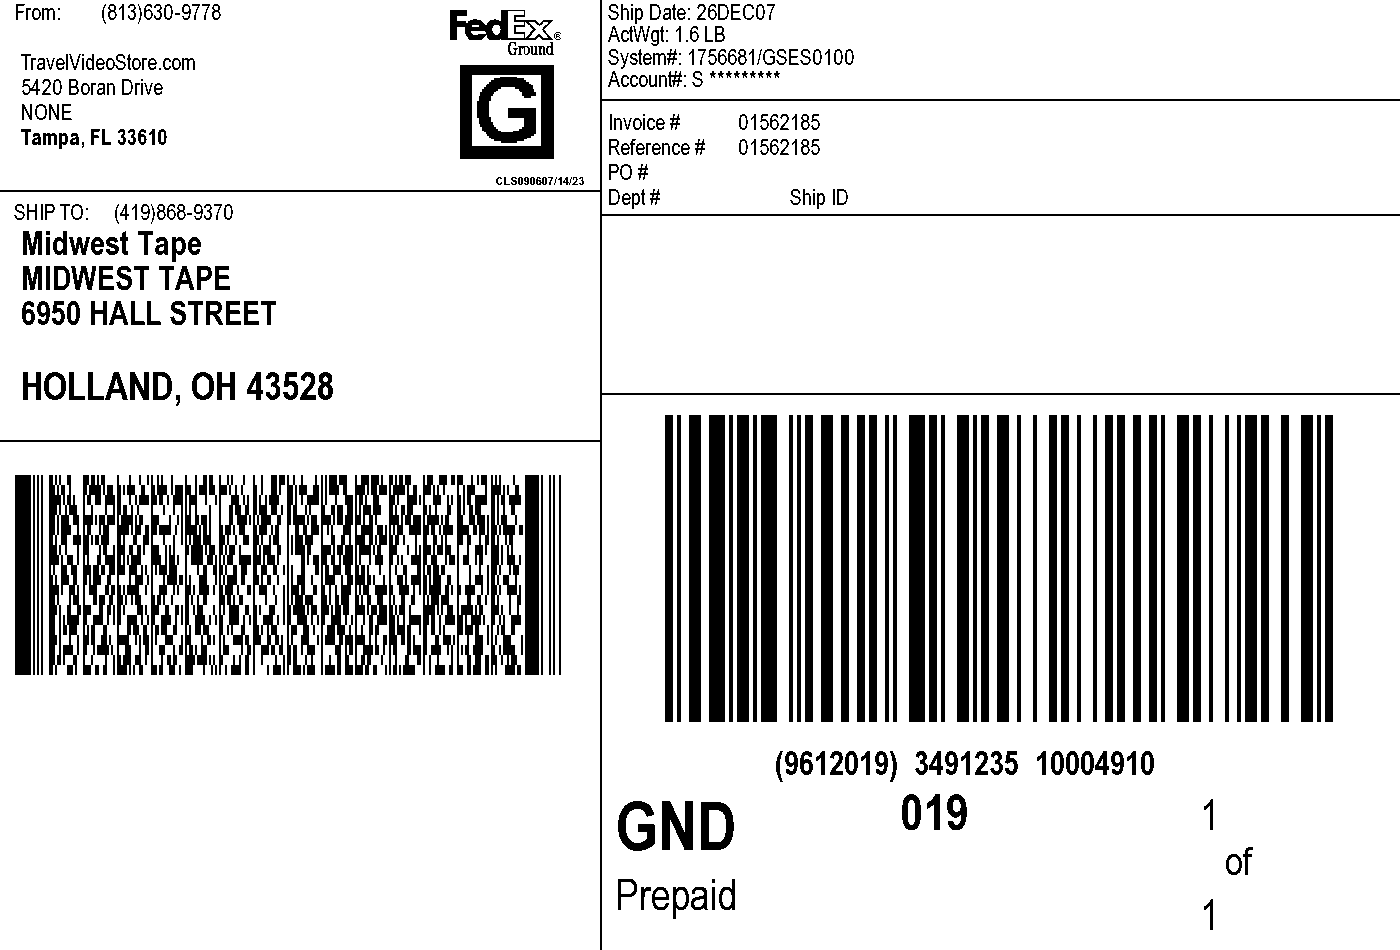 From: (813)630-9778
TravelVideoStore.com
5420 Boran Drive
NONE
Tampa, FL 33610
FedEx®
Ground
G
CLS090607/14/23
Ship Date: 26DEC07
ActWgt: 1.6 LB
System#: 1756681/GSES0100
Account#: S *********
Invoice # 01562185
Reference # 01562185
PO #
Dept # Ship ID
SHIP TO: (419)868-9370
Midwest Tape
MIDWEST TAPE
6950 HALL STREET
HOLLAND, OH 43528
(9612019) 3491235 10004910
GND 019 1
of
Prepaid 1